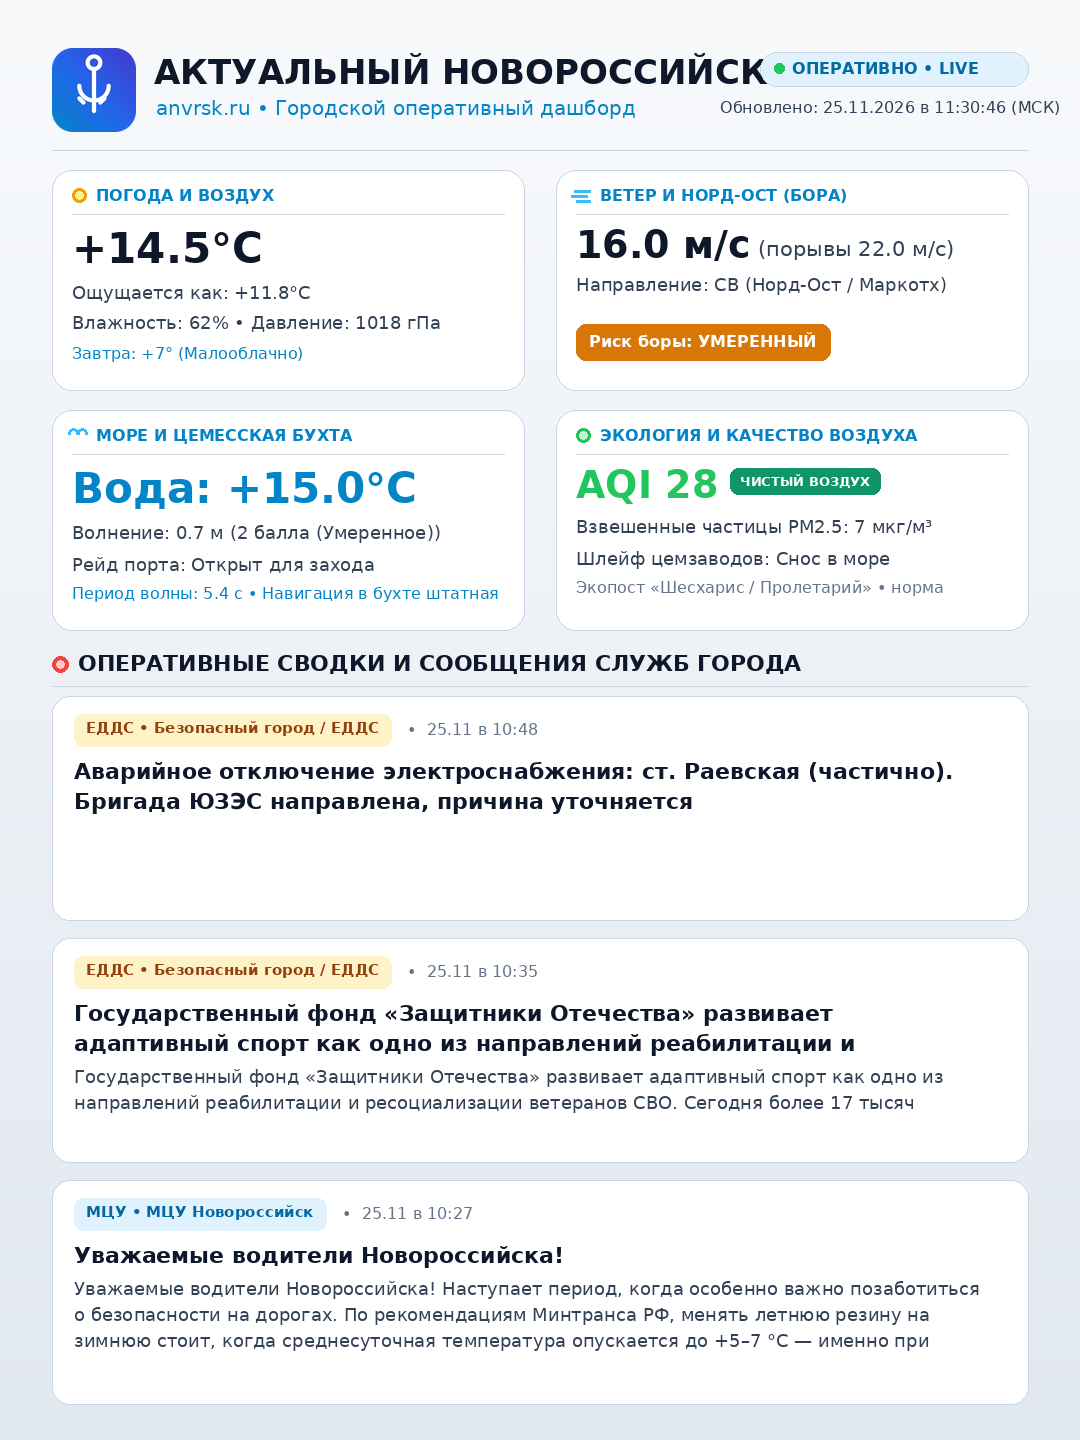 АКТУАЛЬНЫЙ НОВОРОССИЙСК
ОПЕРАТИВНО • LIVE
anvrsk.ru • Городской оперативный дашборд
Обновлено: 25.11.2026 в 11:30:46 (МСК)
ПОГОДА И ВОЗДУХ
+14.5°C
Ощущается как: +11.8°C
Влажность: 62% • Давление: 1018 гПа
Завтра: +7° (Малооблачно)
ВЕТЕР И НОРД-ОСТ (БОРА)
16.0 м/с (порывы 22.0 м/с)
Направление: СВ (Норд-Ост / Маркотх)
Риск боры: УМЕРЕННЫЙ
МОРЕ И ЦЕМЕССКАЯ БУХТА
Вода: +15.0°C
Волнение: 0.7 м (2 балла (Умеренное))
Рейд порта: Открыт для захода
Период волны: 5.4 с • Навигация в бухте штатная
ЭКОЛОГИЯ И КАЧЕСТВО ВОЗДУХА
AQI 28 ЧИСТЫЙ ВОЗДУХ
Взвешенные частицы PM2.5: 7 мкг/м³
Шлейф цемзаводов: Снос в море
Экопост «Шесхарис / Пролетарий» • норма
ОПЕРАТИВНЫЕ СВОДКИ И СООБЩЕНИЯ СЛУЖБ ГОРОДА
ЕДДС • Безопасный город / ЕДДС • 25.11 в 10:48
Аварийное отключение электроснабжения: ст. Раевская (частично).
Бригада ЮЗЭС направлена, причина уточняется
ЕДДС • Безопасный город / ЕДДС • 25.11 в 10:35
Государственный фонд «Защитники Отечества» развивает
адаптивный спорт как одно из направлений реабилитации и
Государственный фонд «Защитники Отечества» развивает адаптивный спорт как одно из
направлений реабилитации и ресоциализации ветеранов СВО. Сегодня более 17 тысяч
МЦУ • МЦУ Новороссийск • 25.11 в 10:27
Уважаемые водители Новороссийска!
Уважаемые водители Новороссийска! Наступает период, когда особенно важно позаботиться
о безопасности на дорогах. По рекомендациям Минтранса РФ, менять летнюю резину на
зимнюю стоит, когда среднесуточная температура опускается до +5–7 °C — именно при